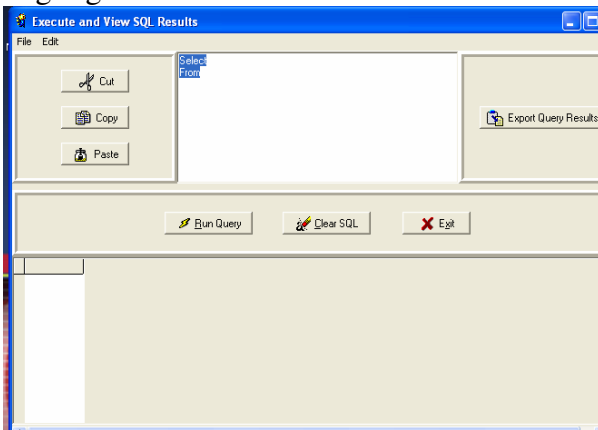 Execute and View SQL Results
File Edit
Cut
Copy
Paste
Select
From
Export Query Results
Run Query
Clear SQL
Exit